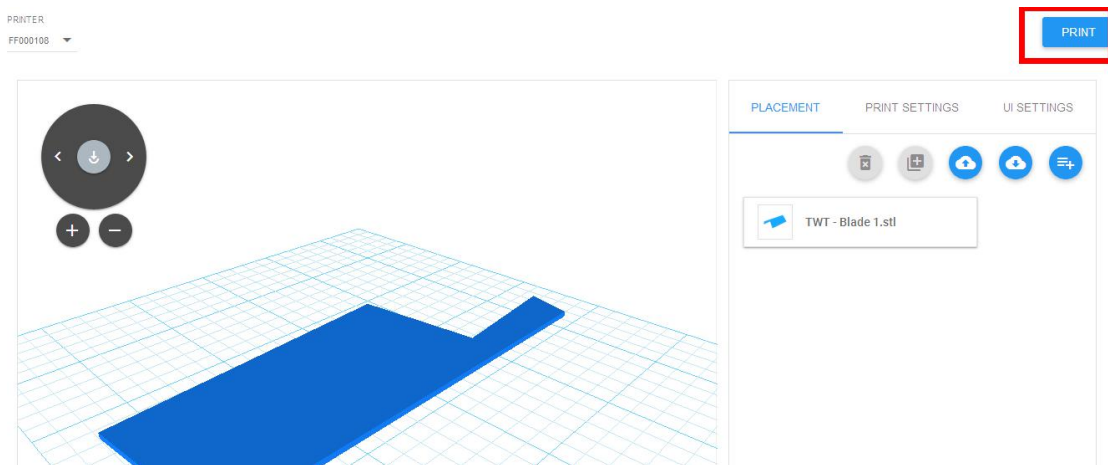 PRINTER
FF000108
PRINT
PLACEMENT PRINT SETTINGS UI SETTINGS
TWT - Blade 1.stl